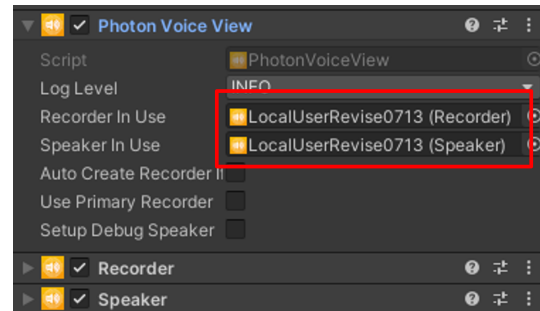 Photon Voice View
Script PhotonVoiceView
Log Level INFO
Recorder In Use LocalUserRevise0713 (Recorder)
Speaker In Use LocalUserRevise0713 (Speaker)
Auto Create Recorder
Use Primary Recorder
Setup Debug Speaker
Recorder
Speaker